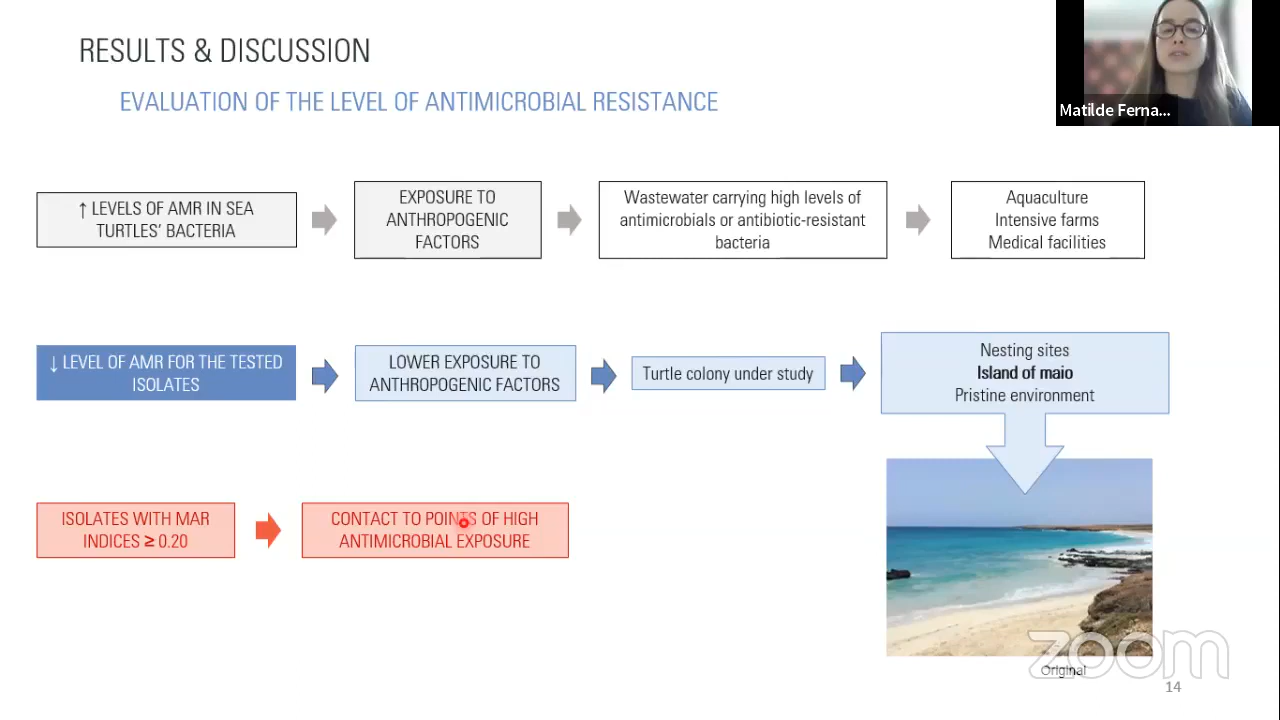 RESULTS & DISCUSSION
EVALUATION OF THE LEVEL OF ANTIMICROBIAL RESISTANCE
Matilde Ferna...
↑ LEVELS OF AMR IN SEA
TURTLES' BACTERIA
EXPOSURE TO
ANTHROPOGENIC
FACTORS
Wastewater carrying high levels of
antimicrobials or antibiotic-resistant
bacteria
Aquaculture
Intensive farms
Medical facilities
↓ LEVEL OF AMR FOR THE TESTED
ISOLATES
LOWER EXPOSURE TO
ANTHROPOGENIC FACTORS
Turtle colony under study
Nesting sites
Island of maio
Pristine environment
ISOLATES WITH MAR
INDICES ≥ 0.20
CONTACT TO POINTS OF HIGH
ANTIMICROBIAL EXPOSURE
zoom
Original
14